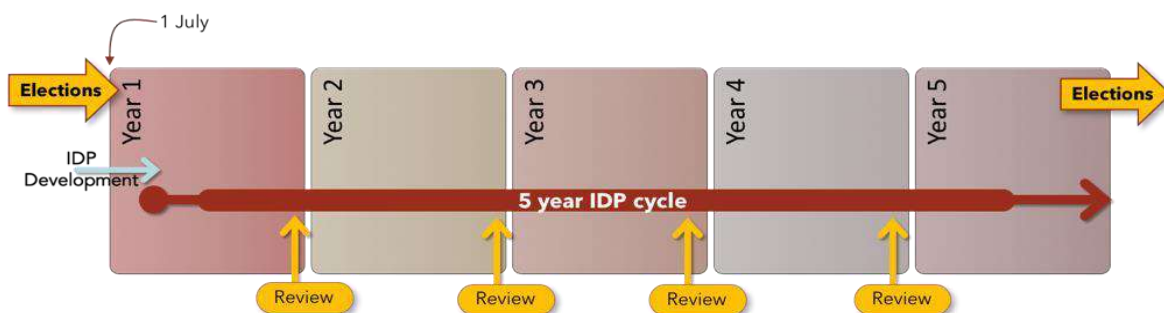 1 July
Elections
Year 1
Year 2
Year 3
Year 4
Year 5
Elections
IDP
Development
5 year IDP cycle
Review
Review
Review
Review